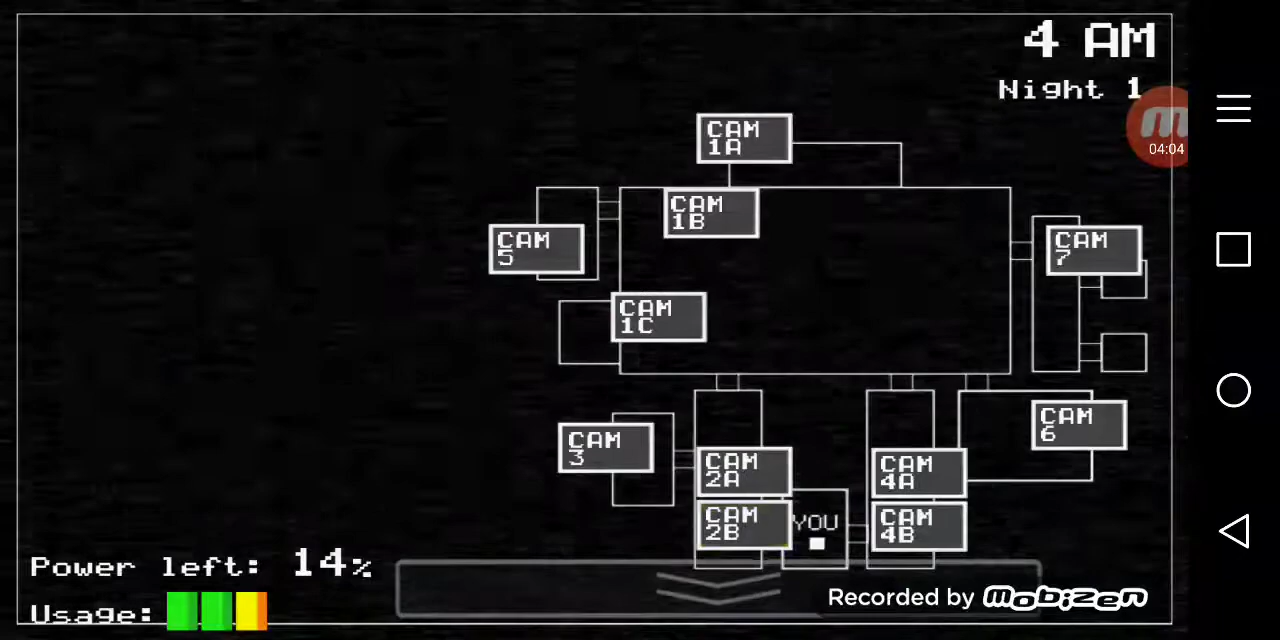 4 AM
Night 1
04:04
CAM
1A
CAM
1B
CAM
5
CAM
7
CAM
1C
CAM
6
CAM
3
CAM
2A
CAM
4A
CAM
2B
YOU
CAM
4B
Power left: 14%
Usage:
Recorded by mobizen